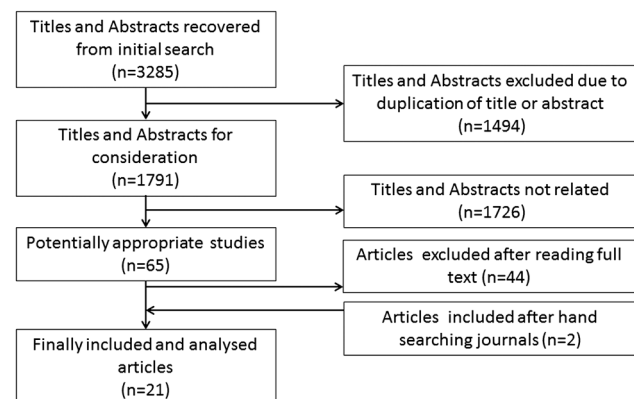 Titles and Abstracts recovered
from initial search
(n=3285)
Titles and Abstracts excluded due to
duplication of title or abstract
(n=1494)
Titles and Abstracts for
consideration
(n=1791)
Titles and Abstracts not related
(n=1726)
Potentially appropriate studies
(n=65)
Articles excluded after reading full
text (n=44)
Articles included after hand
searching journals (n=2)
Finally included and analysed
articles
(n=21)